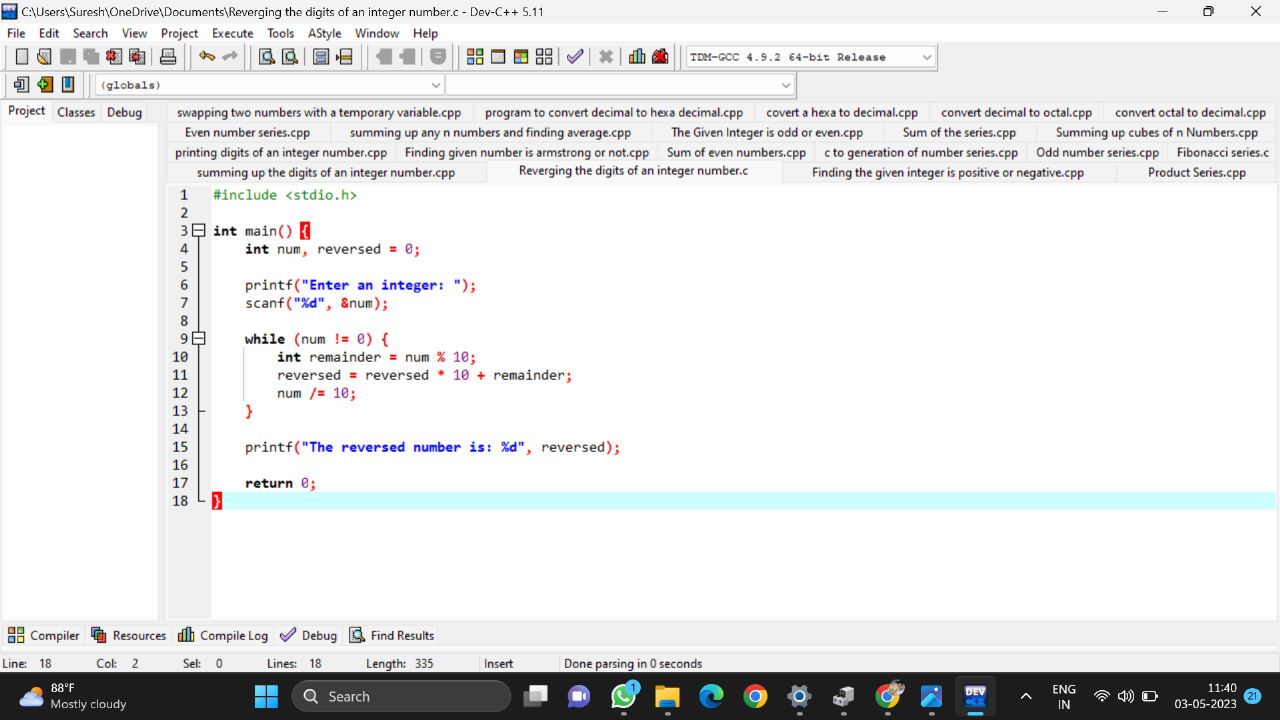 C:\Users\Suresh\OneDrive\Documents\Reverging the digits of an integer number.c - Dev-C++ 5.11
File Edit Search View Project Execute Tools AStyle Window Help
TDM-GCC 4.9.2 64-bit Release
(globals)
Project Classes Debug
swapping two numbers with a temporary variable.cpp program to convert decimal to hexa decimal.cpp covert a hexa to decimal.cpp convert decimal to octal.cpp convert octal to decimal.cpp
Even number series.cpp summing up any n numbers and finding average.cpp The Given Integer is odd or even.cpp Sum of the series.cpp Summing up cubes of n Numbers.cpp
printing digits of an integer number.cpp Finding given number is armstrong or not.cpp Sum of even numbers.cpp c to generation of number series.cpp Odd number series.cpp Fibonacci series.c
summing up the digits of an integer number.cpp Reverging the digits of an integer number.c Finding the given integer is positive or negative.cpp Product Series.cpp
1 #include <stdio.h>
2
3 int main() {
4 int num, reversed = 0;
5
6 printf("Enter an integer: ");
7 scanf("%d", &num);
8
9 while (num != 0) {
10 int remainder = num % 10;
11 reversed = reversed * 10 + remainder;
12 num /= 10;
13 }
14
15 printf("The reversed number is: %d", reversed);
16
17 return 0;
18 }
Compiler Resources Compile Log Debug Find Results
Line: 18 Col: 2 Sel: 0 Lines: 18 Length: 335 Insert Done parsing in 0 seconds
88°F
Mostly cloudy
Search
1
DEV
C++
ENG
IN
11:40
03-05-2023
21